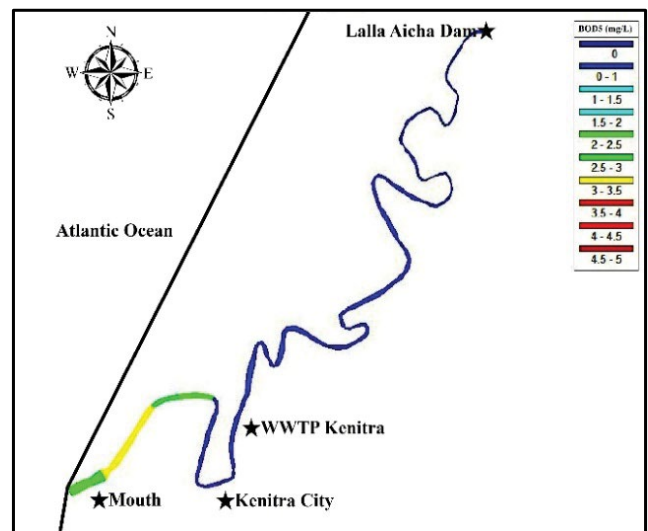 Lalla Aicha Dam
BOD5 (mg/L)
0
0 - 1
1 - 1.5
1.5 - 2
2 - 2.5
2.5 - 3
3 - 3.5
3.5 - 4
4 - 4.5
4.5 - 5
N
W E
S
Atlantic Ocean
WWTP Kenitra
Mouth
Kenitra City